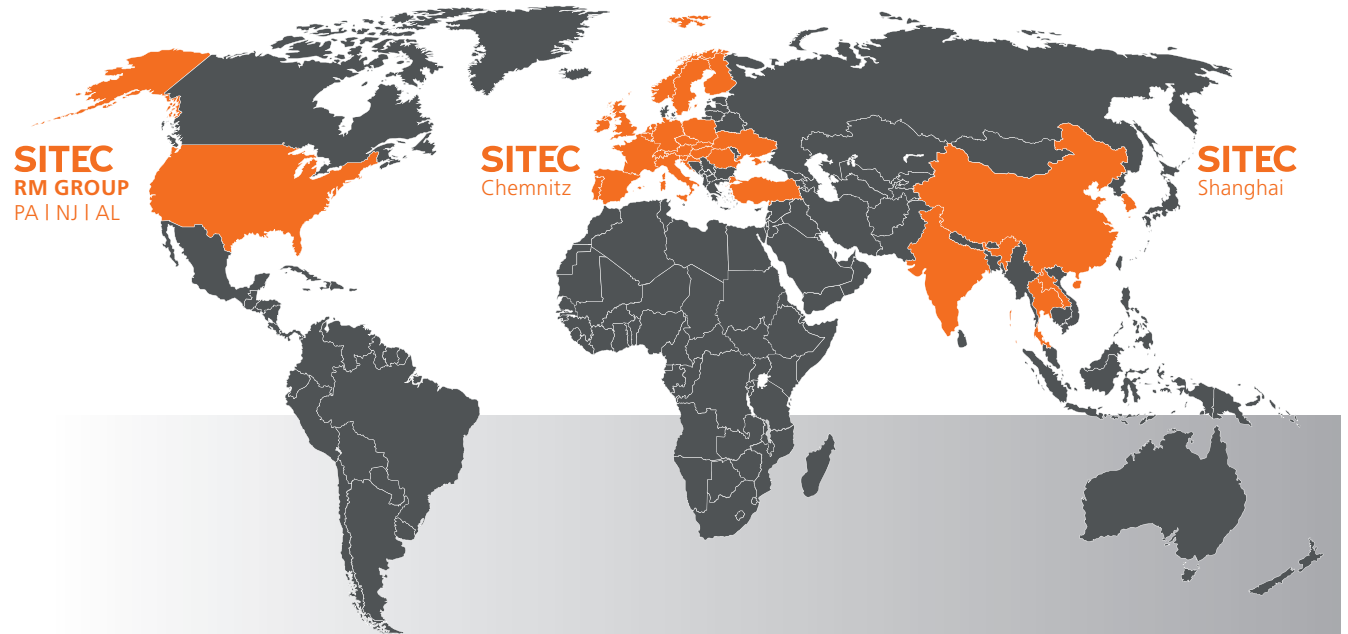 SITEC
RM GROUP
PA | NJ | AL
SITEC
Chemnitz
SITEC
Shanghai